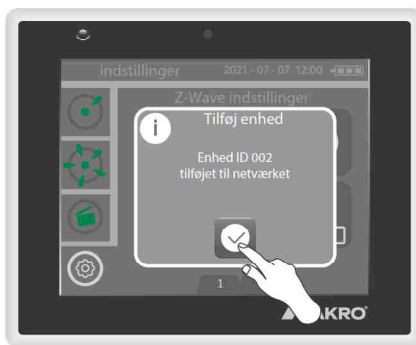 indstillinger 2021-07-07 12:00
Z-Wave indstillinger
i
Tilføj enhed
Enhed ID 002
tilføjet til netværket
1
AKRO